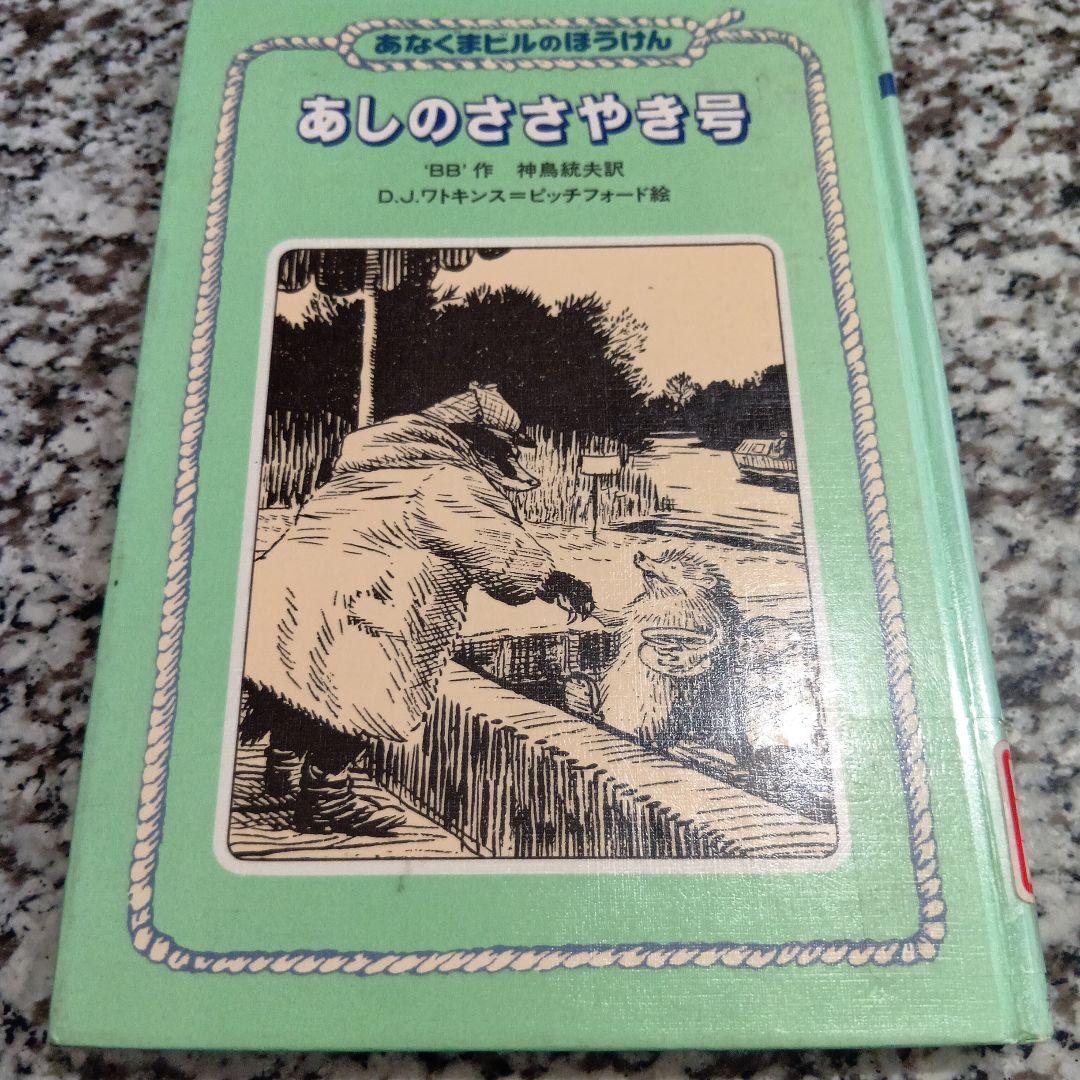 あなくまビルのぼうけん
あしのささやき号
'BB' 作　神鳥統夫訳
D.J.ワトキンス＝ピッチフォード絵